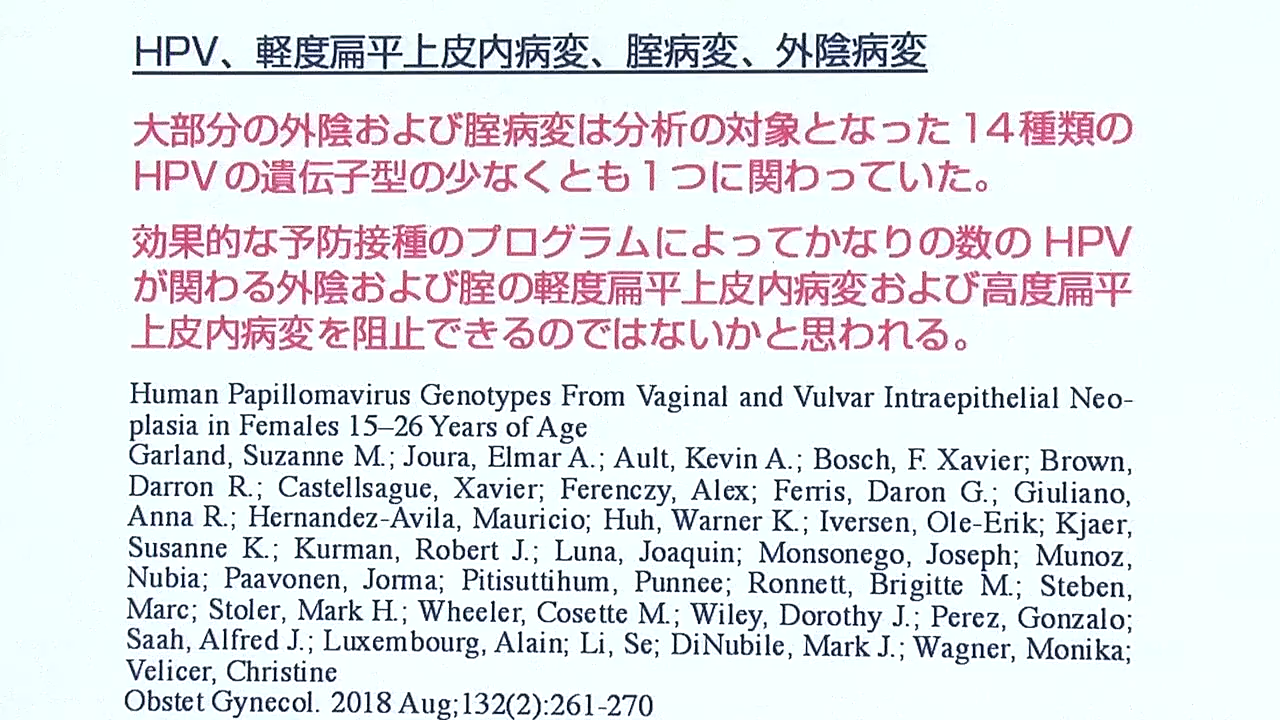 HPV、軽度扁平上皮内病変、腟病変、外陰病変
大部分の外陰および腟病変は分析の対象となった14種類の
HPVの遺伝子型の少なくとも1つに関わっていた。
効果的な予防接種のプログラムによってかなりの数のHPV
が関わる外陰および腟の軽度扁平上皮内病変および高度扁平
上皮内病変を阻止できるのではないかと思われる。
Human Papillomavirus Genotypes From Vaginal and Vulvar Intraepithelial Neo-
plasia in Females 15–26 Years of Age
Garland, Suzanne M.; Joura, Elmar A.; Ault, Kevin A.; Bosch, F. Xavier; Brown,
Darron R.; Castellsague, Xavier; Ferenczy, Alex; Ferris, Daron G.; Giuliano,
Anna R.; Hernandez-Avila, Mauricio; Huh, Warner K.; Iversen, Ole-Erik; Kjaer,
Susanne K.; Kurman, Robert J.; Luna, Joaquin; Monsonego, Joseph; Munoz,
Nubia; Paavonen, Jorma; Pitisuttihum, Punnee; Ronnett, Brigitte M.; Steben,
Marc; Stoler, Mark H.; Wheeler, Cosette M.; Wiley, Dorothy J.; Perez, Gonzalo;
Saah, Alfred J.; Luxembourg, Alain; Li, Se; DiNubile, Mark J.; Wagner, Monika;
Velicer, Christine
Obstet Gynecol. 2018 Aug;132(2):261-270